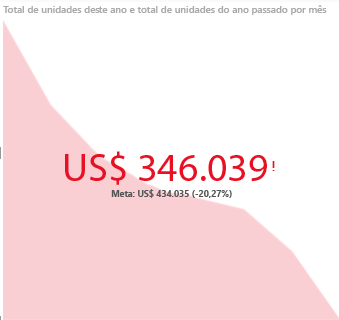 Total de unidades deste ano e total de unidades do ano passado por mês
US$ 346.039!
Meta: US$ 434.035 (-20,27%)